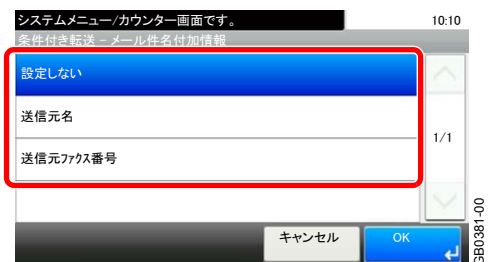 システムメニュー/カウンター画面です。 10:10
条件付き転送 - メール件名付加情報
設定しない
送信元名
送信元ファクス番号
1/1
キャンセル OK
GB0381-00